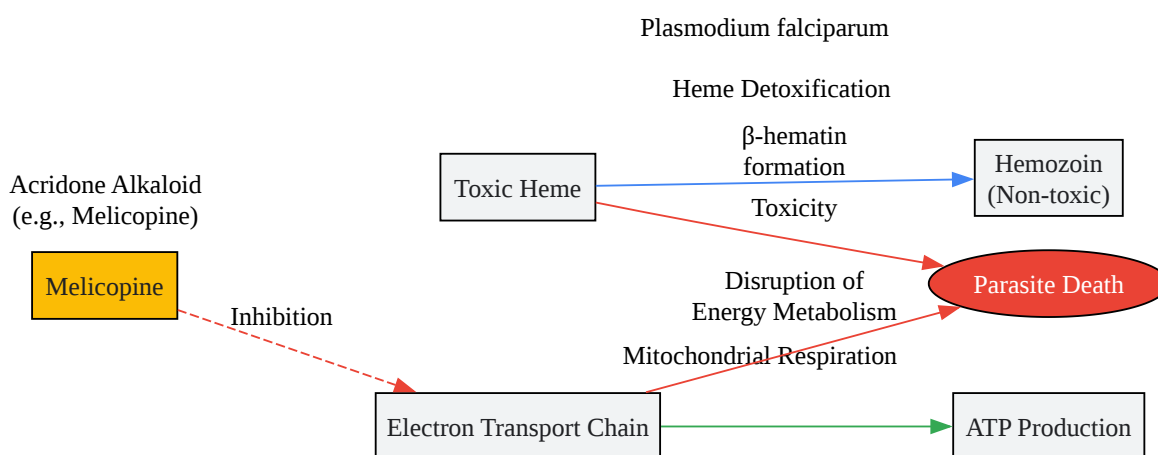 Plasmodium falciparum
Heme Detoxification
β-hematin
formation
Toxic Heme
Hemozoin
(Non-toxic)
Toxicity
Acridone Alkaloid
(e.g., Melicopine)
Melicopine
Inhibition
Disruption of
Energy Metabolism
Parasite Death
Mitochondrial Respiration
Electron Transport Chain
ATP Production